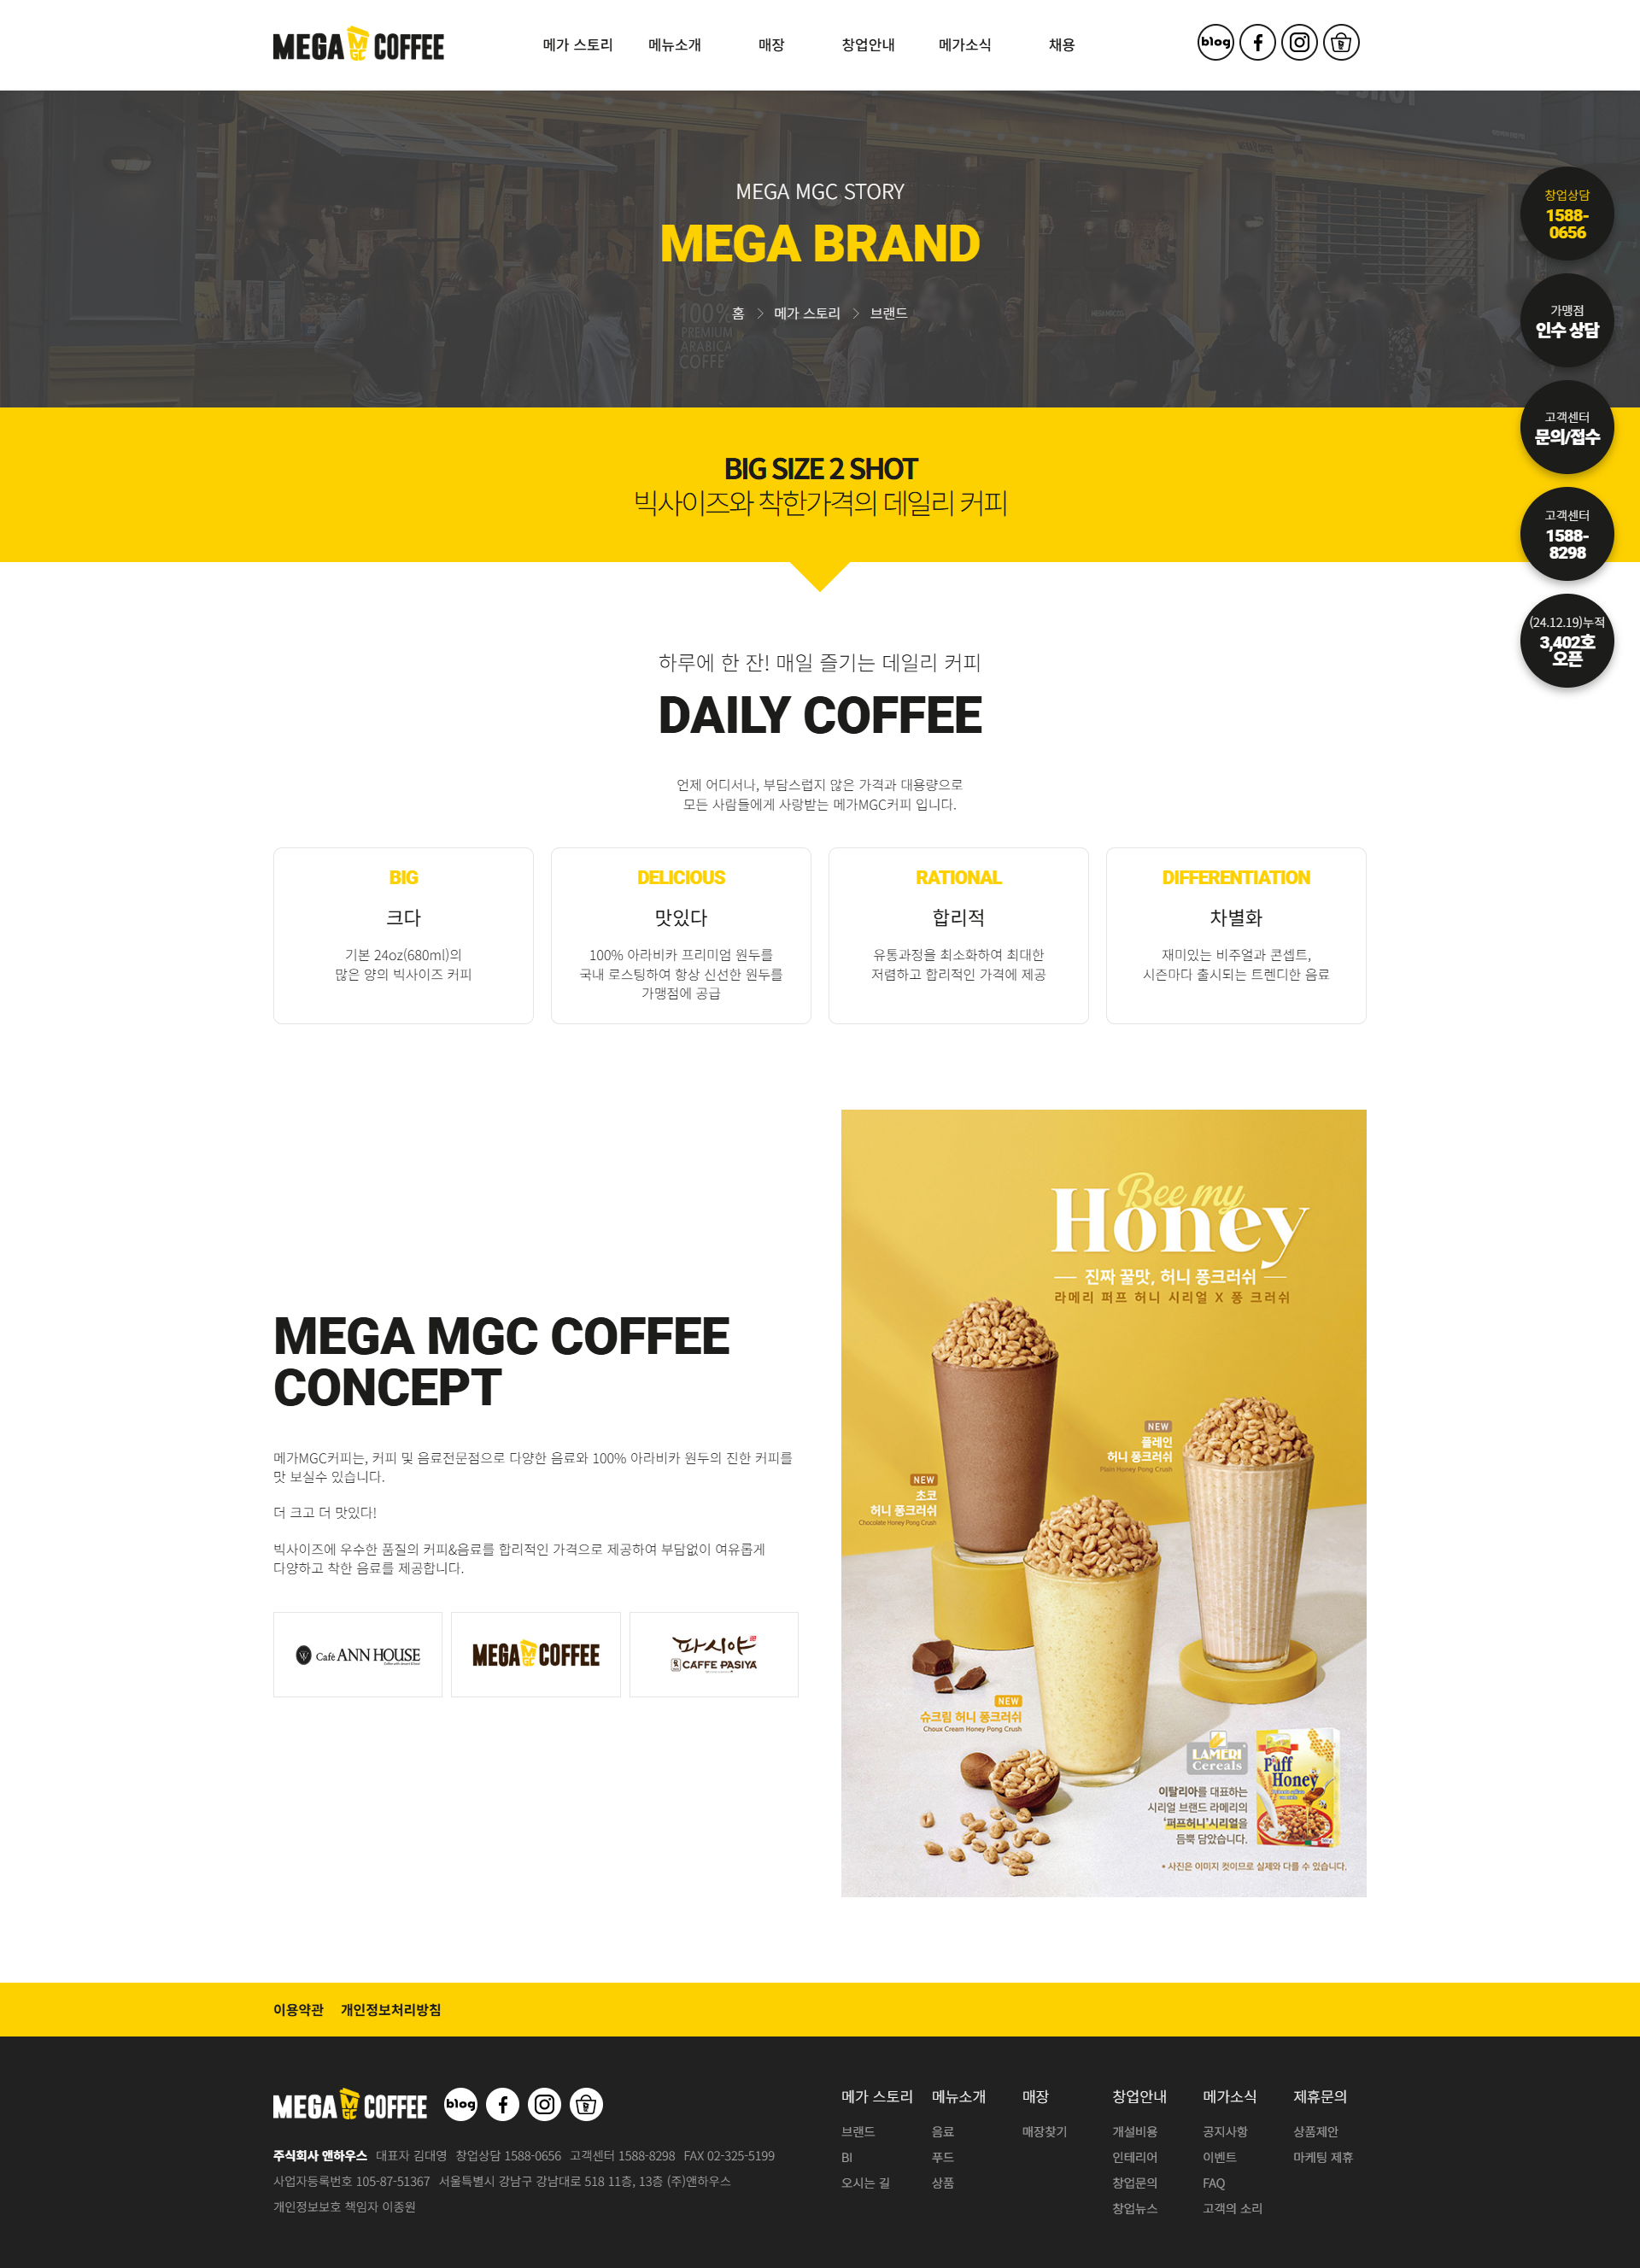 MEGA MGC COFFEE
메가 스토리
메뉴소개
매장
창업안내
메가소식
채용
blog
MEGA MGC STORY
MEGA BRAND
홈 > 메가 스토리 > 브랜드
100%
PREMIUM
ARABICA
창업상담
1588-
0656
가맹점
인수 상담
고객센터
문의/접수
고객센터
1588-
8298
(24.12.19)누적
3,402호
오픈
BIG SIZE 2 SHOT
빅사이즈와 착한가격의 데일리 커피
하루에 한 잔! 매일 즐기는 데일리 커피
DAILY COFFEE
언제 어디서나, 부담스럽지 않은 가격과 대용량으로
모든 사람들에게 사랑받는 메가MGC커피 입니다.
BIG
크다
기본 24oz(680ml)의
많은 양의 빅사이즈 커피
DELICIOUS
맛있다
100% 아라비카 프리미엄 원두를
국내 로스팅하여 항상 신선한 원두를
가맹점에 공급
RATIONAL
합리적
유통과정을 최소화하여 최대한
저렴하고 합리적인 가격에 제공
DIFFERENTIATION
차별화
재미있는 비주얼과 콘셉트,
시즌마다 출시되는 트렌디한 음료
MEGA MGC COFFEE
CONCEPT
메가MGC커피는, 커피 및 음료전문점으로 다양한 음료와 100% 아라비카 원두의 진한 커피를
맛 보실수 있습니다.
더 크고 더 맛있다!
빅사이즈에 우수한 품질의 커피&음료를 합리적인 가격으로 제공하여 부담없이 여유롭게
다양하고 착한 음료를 제공합니다.
Café ANN HOUSE
MEGA MGC COFFEE
파시야
CAFFE PASIYA
Bee my
Honey
진짜 꿀맛, 허니 퐁크러쉬
라메리 퍼프 허니 시리얼 X 퐁 크러쉬
NEW
플레인
허니 퐁크러쉬
Plain Honey Pong Crush
NEW
초코
허니 퐁크러쉬
Chocolate Honey Pong Crush
NEW
슈크림 허니 퐁크러쉬
Choux Cream Honey Pong Crush
LAMERI
Cereals
Puff
Honey
이탈리아를 대표하는
시리얼 브랜드 라메리의
'퍼프허니'시리얼을
듬뿍 담았습니다.
* 사진은 이미지 컷이므로 실제와 다를 수 있습니다.
이용약관
개인정보처리방침
MEGA MGC COFFEE
blog
주식회사 앤하우스 대표자 김대영 창업상담 1588-0656 고객센터 1588-8298 FAX 02-325-5199
사업자등록번호 105-87-51367 서울특별시 강남구 강남대로 518 11층, 13층 (주)앤하우스
개인정보보호 책임자 이종원
메가 스토리
브랜드
BI
오시는 길
메뉴소개
음료
푸드
상품
매장
매장찾기
창업안내
개설비용
인테리어
창업문의
창업뉴스
메가소식
공지사항
이벤트
FAQ
고객의 소리
제휴문의
상품제안
마케팅 제휴